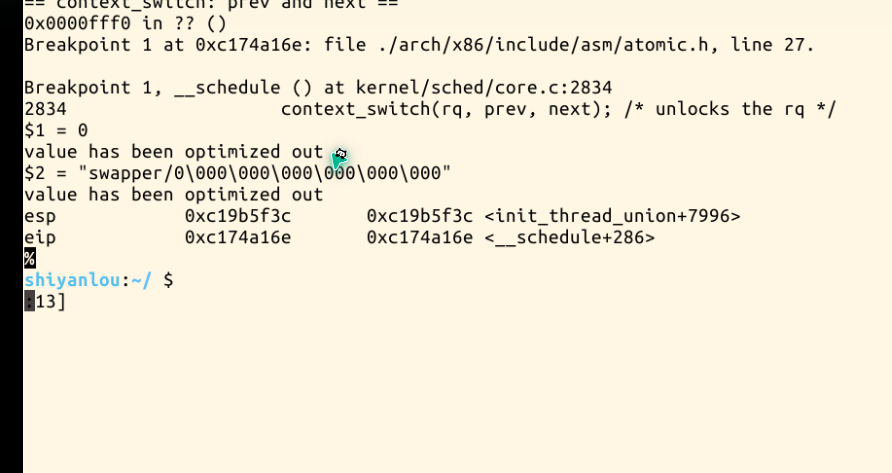 == context_switch: prev and next ==
0x0000fff0 in ?? ()
Breakpoint 1 at 0xc174a16e: file ./arch/x86/include/asm/atomic.h, line 27.
Breakpoint 1, __schedule () at kernel/sched/core.c:2834
2834 context_switch(rq, prev, next); /* unlocks the rq */
$1 = 0
value has been optimized out
$2 = "swapper/0\000\000\000\000\000\000"
value has been optimized out
esp 0xc19b5f3c 0xc19b5f3c <init_thread_union+7996>
eip 0xc174a16e 0xc174a16e <__schedule+286>
%
shiyanlou:~/ $
:13]